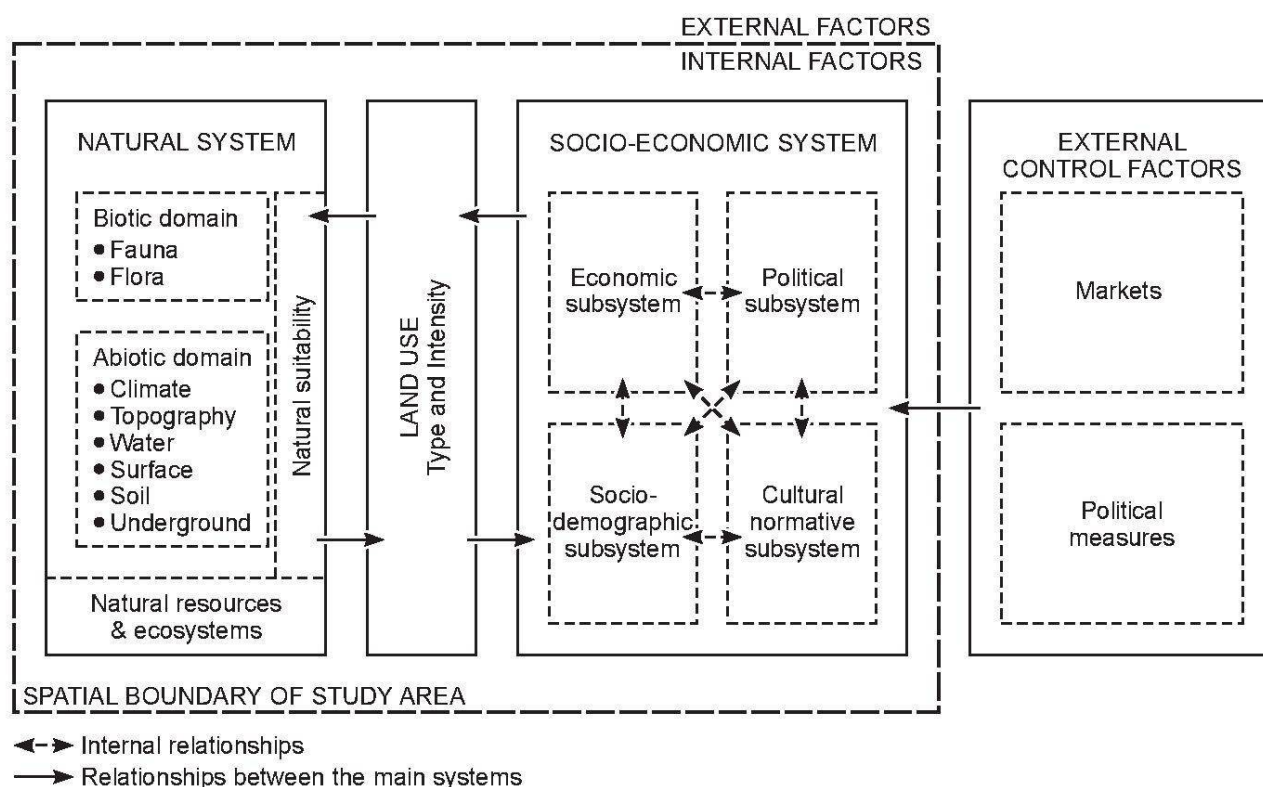 EXTERNAL FACTORS
INTERNAL FACTORS
NATURAL SYSTEM
Biotic domain
● Fauna
● Flora
Abiotic domain
● Climate
● Topography
● Water
● Surface
● Soil
● Underground
Natural suitability
Natural resources
& ecosystems
LAND USE
Type and Intensity
SOCIO-ECONOMIC SYSTEM
Economic
subsystem
Political
subsystem
Socio-
demographic
subsystem
Cultural
normative
subsystem
EXTERNAL
CONTROL FACTORS
Markets
Political
measures
SPATIAL BOUNDARY OF STUDY AREA
Internal relationships
Relationships between the main systems